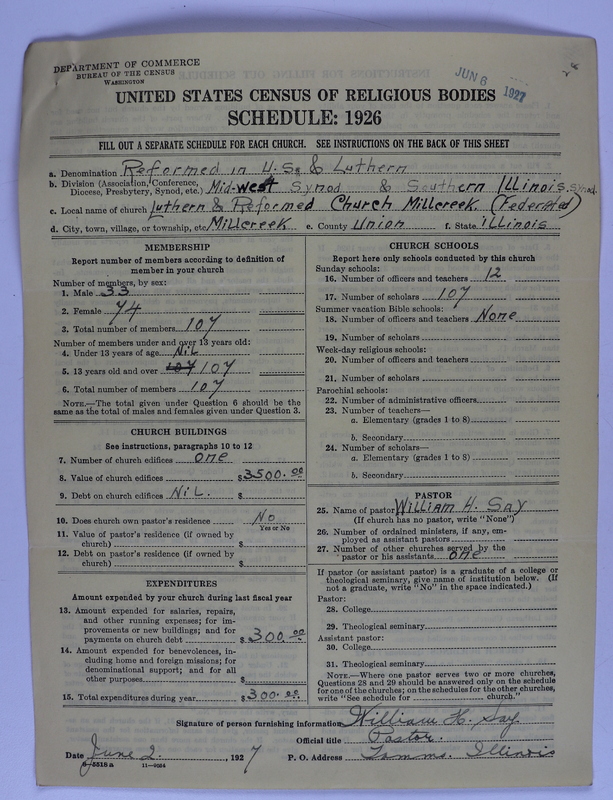 DEPARTMENT OF COMMERCE
BUREAU OF THE CENSUS
WASHINGTON
JUN 6 1927
UNITED STATES CENSUS OF RELIGIOUS BODIES
SCHEDULE: 1926
FILL OUT A SEPARATE SCHEDULE FOR EACH CHURCH. SEE INSTRUCTIONS ON THE BACK OF THIS SHEET
a. Denomination Reformed in U.S. & Luthern
b. Division (Association, Conference, Diocese, Presbytery, Synod, etc.) Mid-west Synod & Southern Illinois Synod
c. Local name of church Luthern & Reformed Church Millcreek (Federated)
d. City, town, village, or township, etc. Millcreek e. County Union f. State Illinois
MEMBERSHIP
Report number of members according to definition of
member in your church
Number of members, by sex:
1. Male 33
2. Female 74
3. Total number of members 107
Number of members under and over 13 years old:
4. Under 13 years of age Nil
5. 13 years old and over 107 107
6. Total number of members 107
NOTE.—The total given under Question 6 should be
same as the total of males and females given under Question 3.
CHURCH BUILDINGS
See instructions, paragraphs 10 to 12
7. Number of church edifices one
8. Value of church edifices $3500.00
9. Debt on church edifices Nil. $
10. Does church own pastor's residence No
Yes or No
11. Value of pastor's residence (if owned by
church) $
12. Debt on pastor's residence (if owned by
church) $
EXPENDITURES
Amount expended by your church during last fiscal year
13. Amount expended for salaries, repairs,
and other running expenses; for im-
provements or new buildings; and for
payments on church debt $300.00
14. Amount expended for benevolences, in-
cluding home and foreign missions; for
denominational support; and for all
other purposes $
15. Total expenditures during year $300.00
CHURCH SCHOOLS
Report here only schools conducted by this church
Sunday schools:
16. Number of officers and teachers 12
17. Number of scholars 107
Summer vacation Bible schools:
18. Number of officers and teachers None
19. Number of scholars
Week-day religious schools:
20. Number of officers and teachers
21. Number of scholars
Parochial schools:
22. Number of administrative officers
23. Number of teachers—
a. Elementary (grades 1 to 8)
b. Secondary
24. Number of scholars—
a. Elementary (grades 1 to 8)
b. Secondary
PASTOR
25. Name of pastor William H. Say
(If church has no pastor, write "None")
26. Number of ordained ministers, if any, em-
ployed as assistant pastors
27. Number of other churches served by the
pastor or his assistants one
If pastor (or assistant pastor) is a graduate of a college or
theological seminary, give name of institution below. (If
not a graduate, write "No" in the space indicated.)
Pastor:
28. College
29. Theological seminary
Assistant pastor:
30. College
31. Theological seminary
NOTE.—Where one pastor serves two or more churches,
Questions 28 and 29 should be answered only on the schedule
for one of the churches; on the schedules for the other churches,
write "See schedule for church."
Signature of person furnishing information William H. Say
Official title Pastor.
Date June 2, 1927 P. O. Address Tamms. Illinois
6-5518a 11-9384